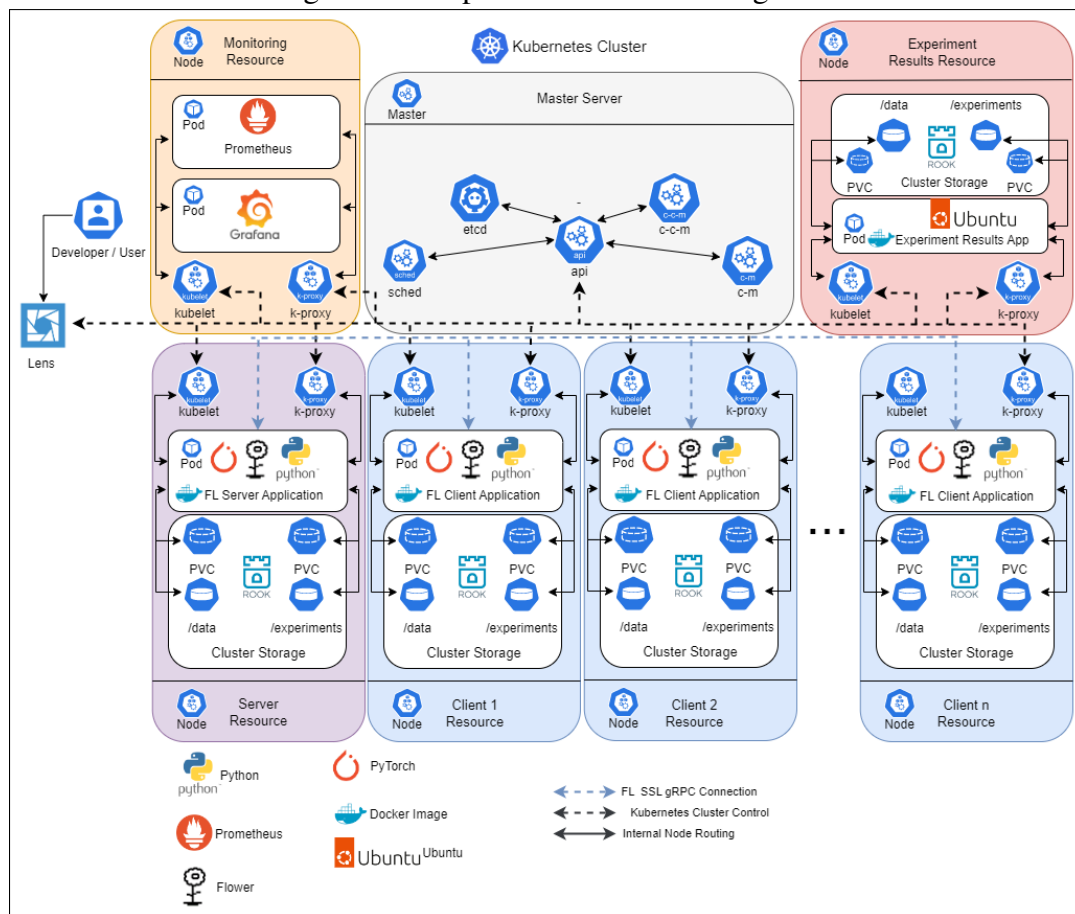 Monitoring
Resource
Node
Kubernetes Cluster
Node
Experiment
Results Resource
Master
Master Server
Pod
Prometheus
Pod
Grafana
kubelet
kubelet
k-proxy
k-proxy
Developer / User
Lens
etcd
sched
sched
-
api
api
c-c-m
c-c-m
c-m
c-m
/data
/experiments
ROOK
PVC
PVC
Cluster Storage
Ubuntu
Pod
Experiment Results App
kubelet
kubelet
k-proxy
k-proxy
kubelet
kubelet
k-proxy
k-proxy
Pod
python
FL Server Application
PVC
PVC
ROOK
/data
/experiments
Cluster Storage
Node
Server
Resource
kubelet
kubelet
k-proxy
k-proxy
Pod
python
FL Client Application
PVC
PVC
ROOK
/data
/experiments
Cluster Storage
Node
Client 1
Resource
kubelet
kubelet
k-proxy
k-proxy
Pod
python
FL Client Application
PVC
PVC
ROOK
/data
/experiments
Cluster Storage
Node
Client 2
Resource
...
kubelet
kubelet
k-proxy
k-proxy
Pod
python
FL Client Application
PVC
PVC
ROOK
/data
/experiments
Cluster Storage
Node
Client n
Resource
python
Python
Prometheus
Flower
PyTorch
Docker Image
Ubuntu Ubuntu
FL SSL gRPC Connection
Kubernetes Cluster Control
Internal Node Routing